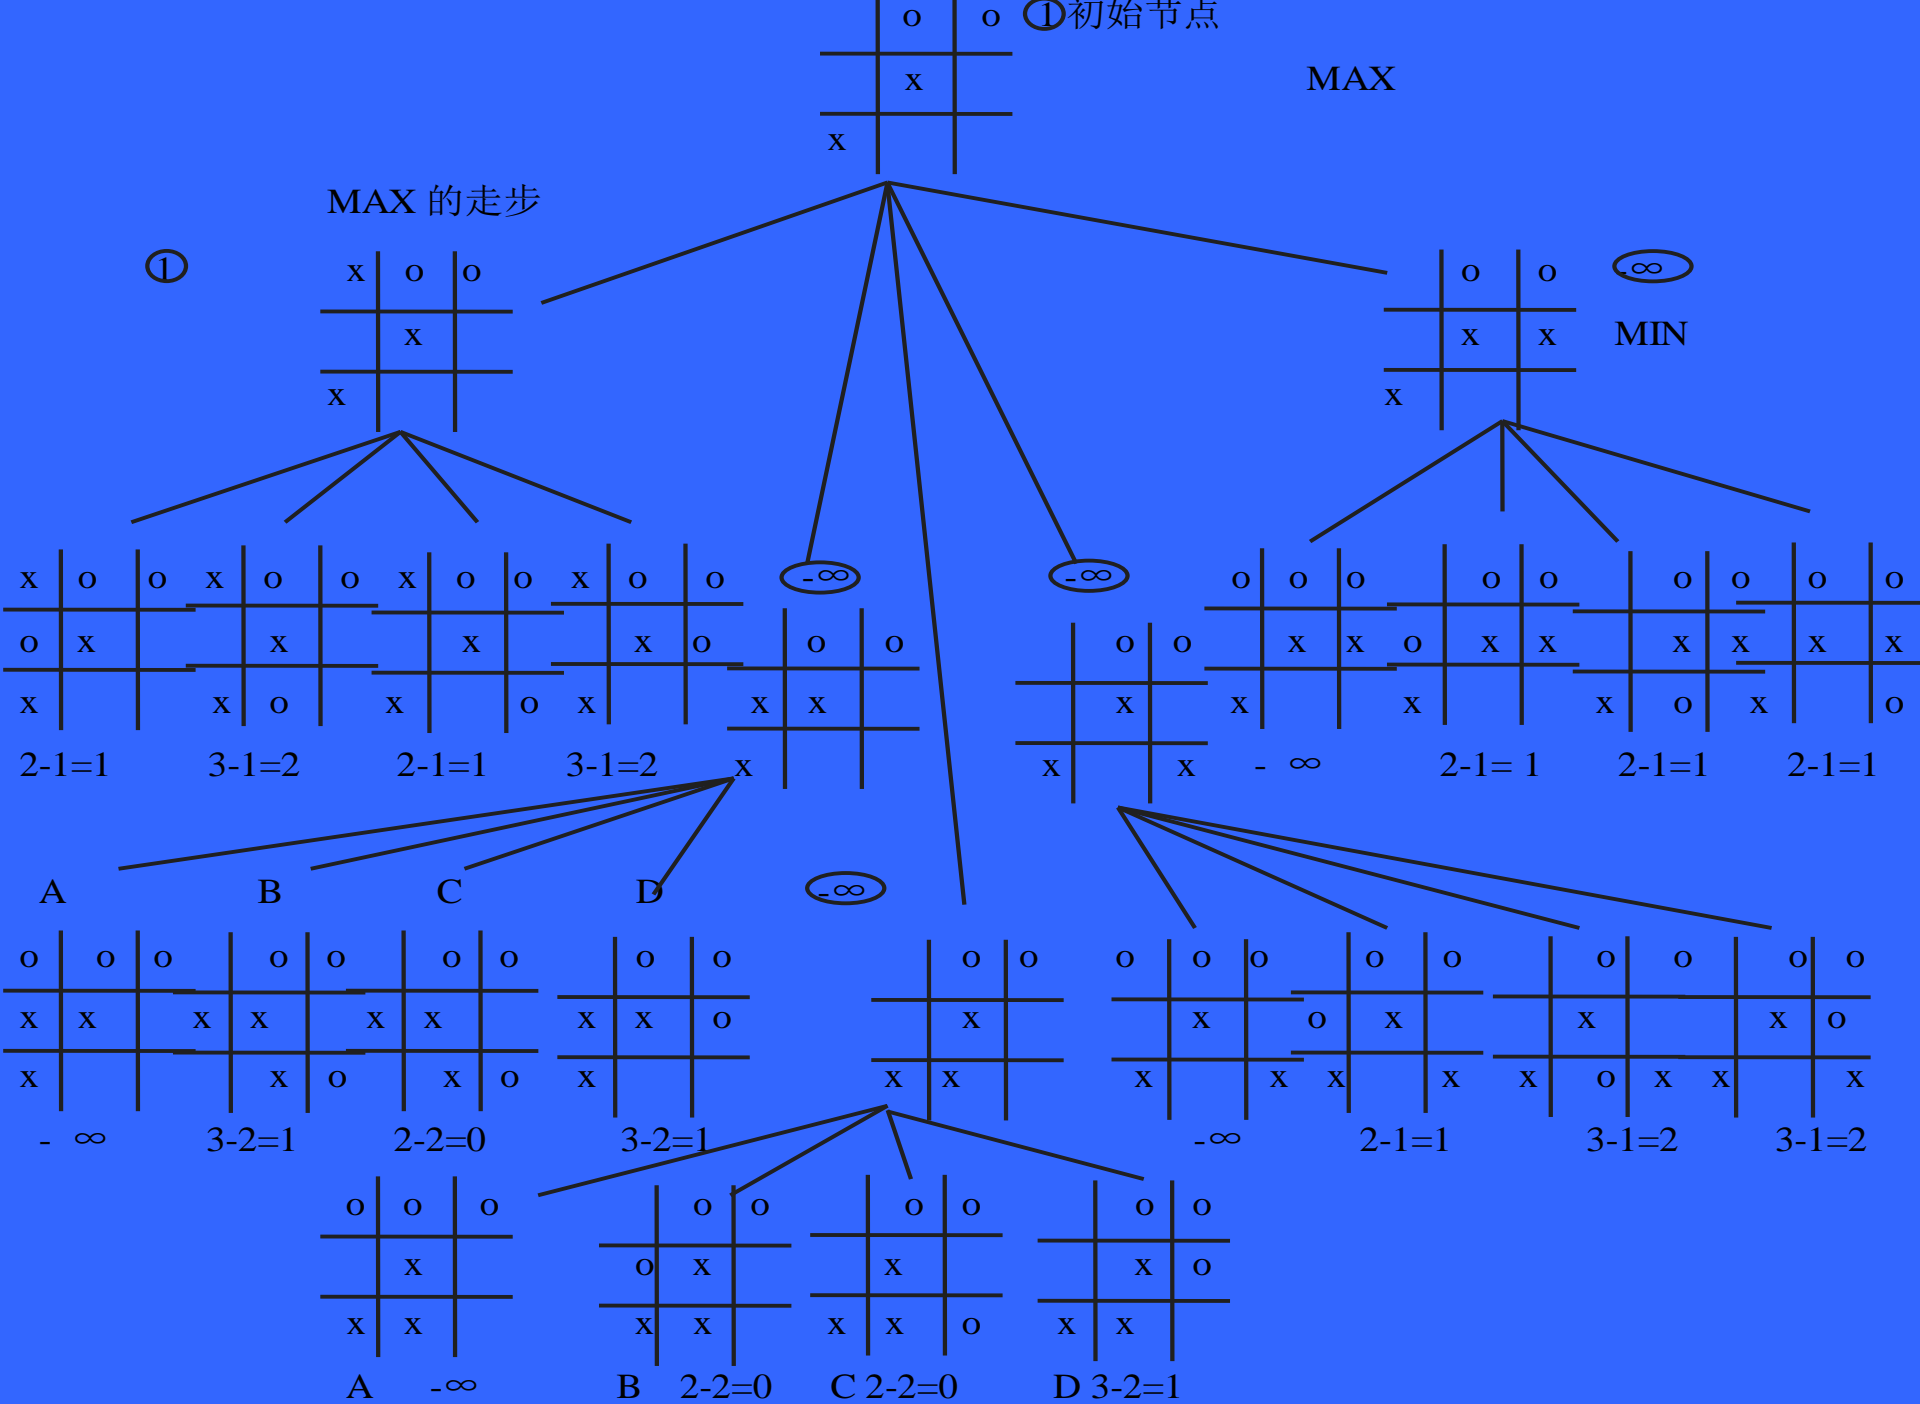 o o ①初始节点
x MAX
x
MAX 的走步
① x o o
x
x
o o -∞
x x MIN
x
x o o
o x
x
2-1=1
x o o
x
x o
3-1=2
x o o
x
x o
2-1=1
x o o
x o
x
3-1=2
-∞
o o
x x
x
-∞
o o
x
x x
o o o
x x
x
- ∞
o o
o x x
x
2-1= 1
o o
x x
x o
2-1=1
o o
x x
x o
2-1=1
A
o o o
x x
x
- ∞
B
o o
x x
x o
3-2=1
C
o o
x x
x o
2-2=0
D
o o
x x o
x
3-2=1
-∞
o o
x
x x
o o o
x
x x
-∞
o o
o x
x x
2-1=1
o o
x
x o x
3-1=2
o o
x o
x x
3-1=2
o o o
x
x x
A -∞
o o
o x
x x
B 2-2=0
o o
x
x x o
C 2-2=0
o o
x o
x x
D 3-2=1